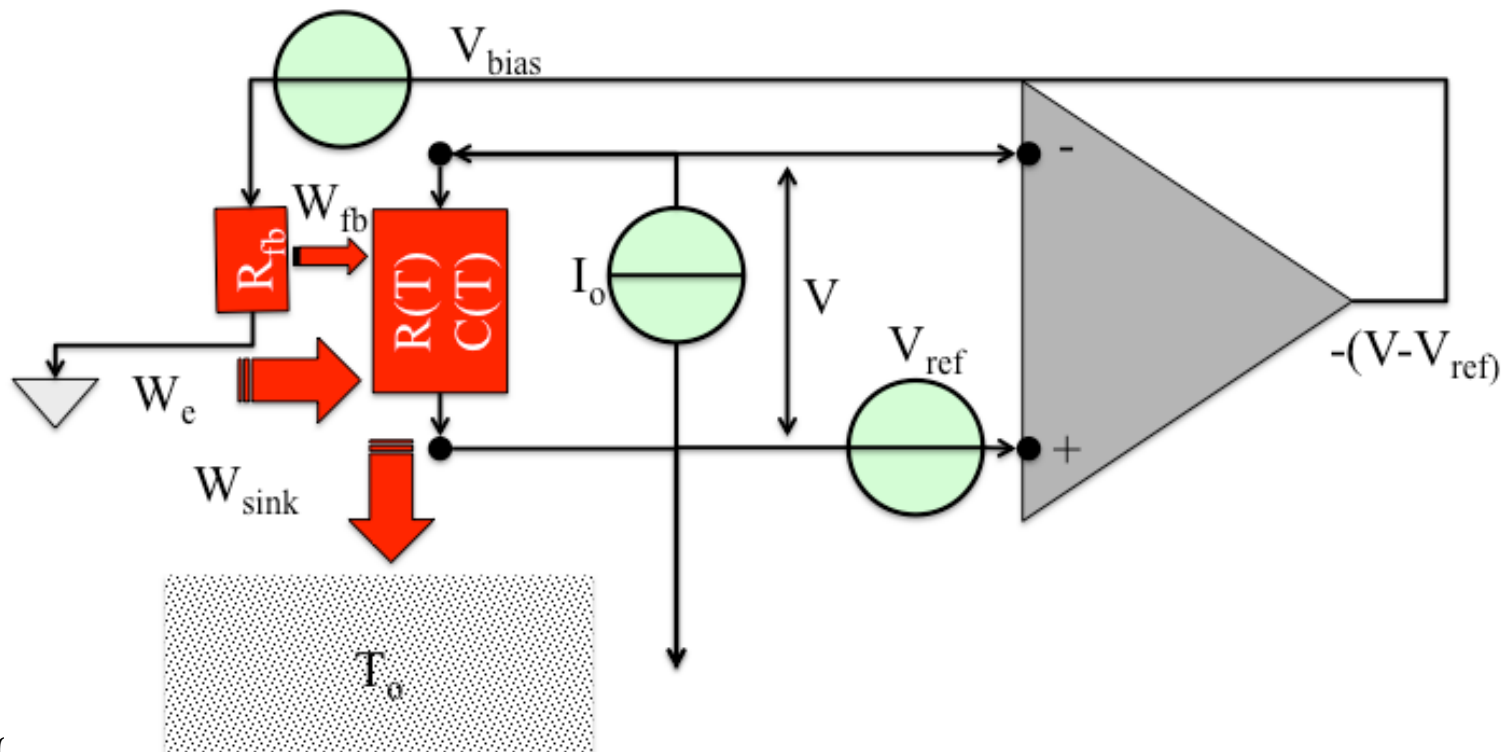 V_bias
-
W_fb
R_fb
R(T)
C(T)
I_o
V
V_ref
-(V-V_ref)
W_e
+
W_sink
T_o